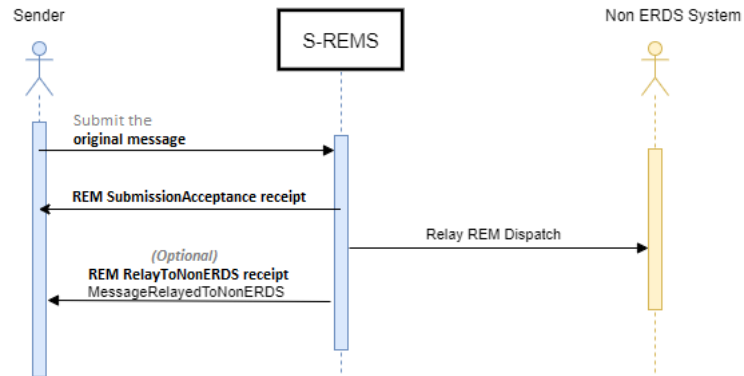 Sender
S-REMS
Non ERDS System
Submit the
original message
REM SubmissionAcceptance receipt
Relay REM Dispatch
(Optional)
REM RelayToNonERDS receipt
MessageRelayedToNonERDS